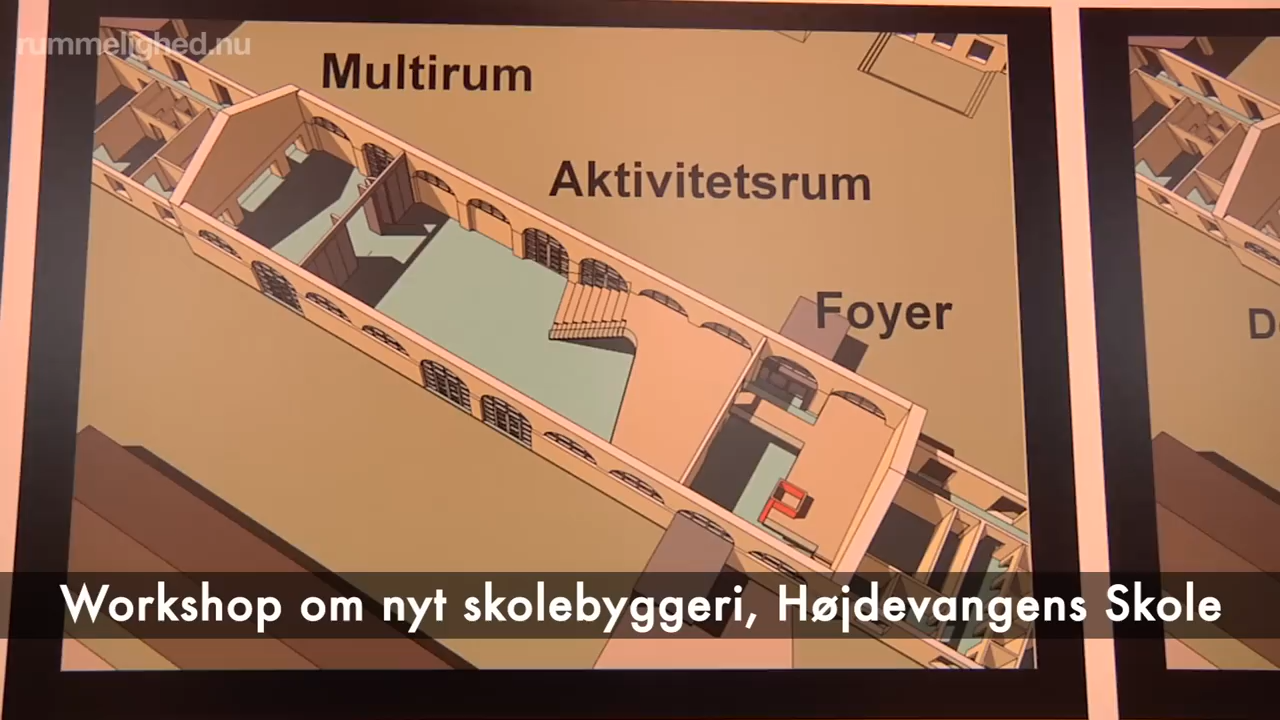 rummelighed.nu
Multirum
Aktivitetsrum
Foyer
D
Workshop om nyt skolebyggeri, Højdevangens Skole